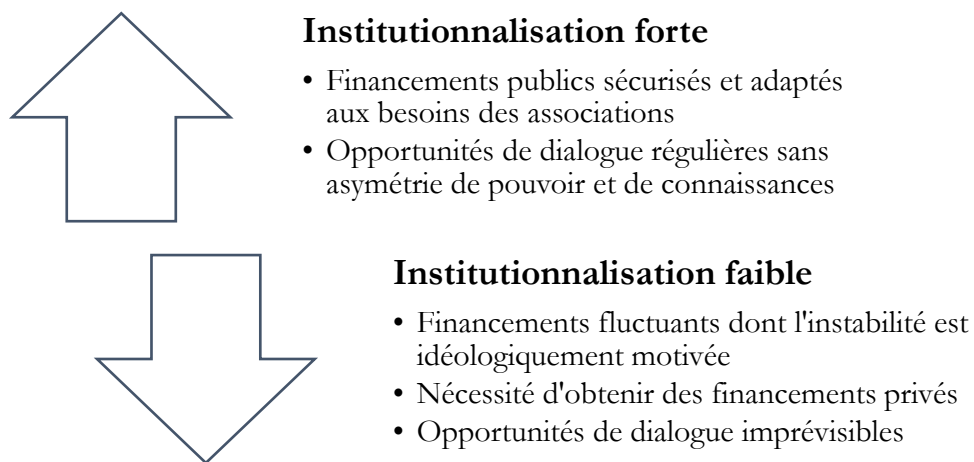 Institutionnalisation forte
• Financements publics sécurisés et adaptés
aux besoins des associations
• Opportunités de dialogue régulières sans
asymétrie de pouvoir et de connaissances
Institutionnalisation faible
• Financements fluctuants dont l'instabilité est
idéologiquement motivée
• Nécessité d'obtenir des financements privés
• Opportunités de dialogue imprévisibles